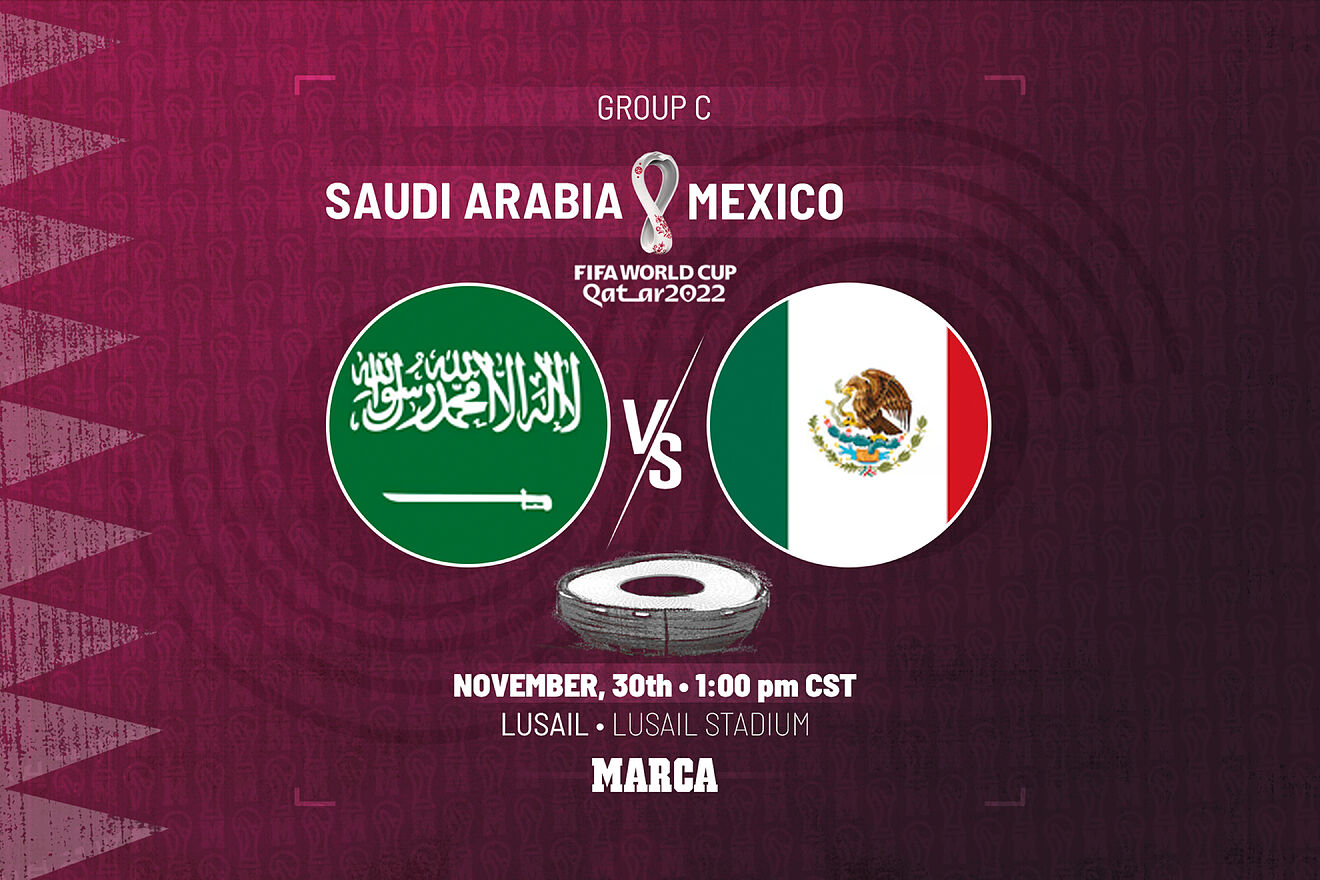 GROUP C
SAUDI ARABIA MEXICO
FIFA WORLD CUP
Qatar2022
لا إله إلا الله محمد رسول الله
VS
NOVEMBER, 30th • 1:00 pm CST
LUSAIL • LUSAIL STADIUM
MARCA